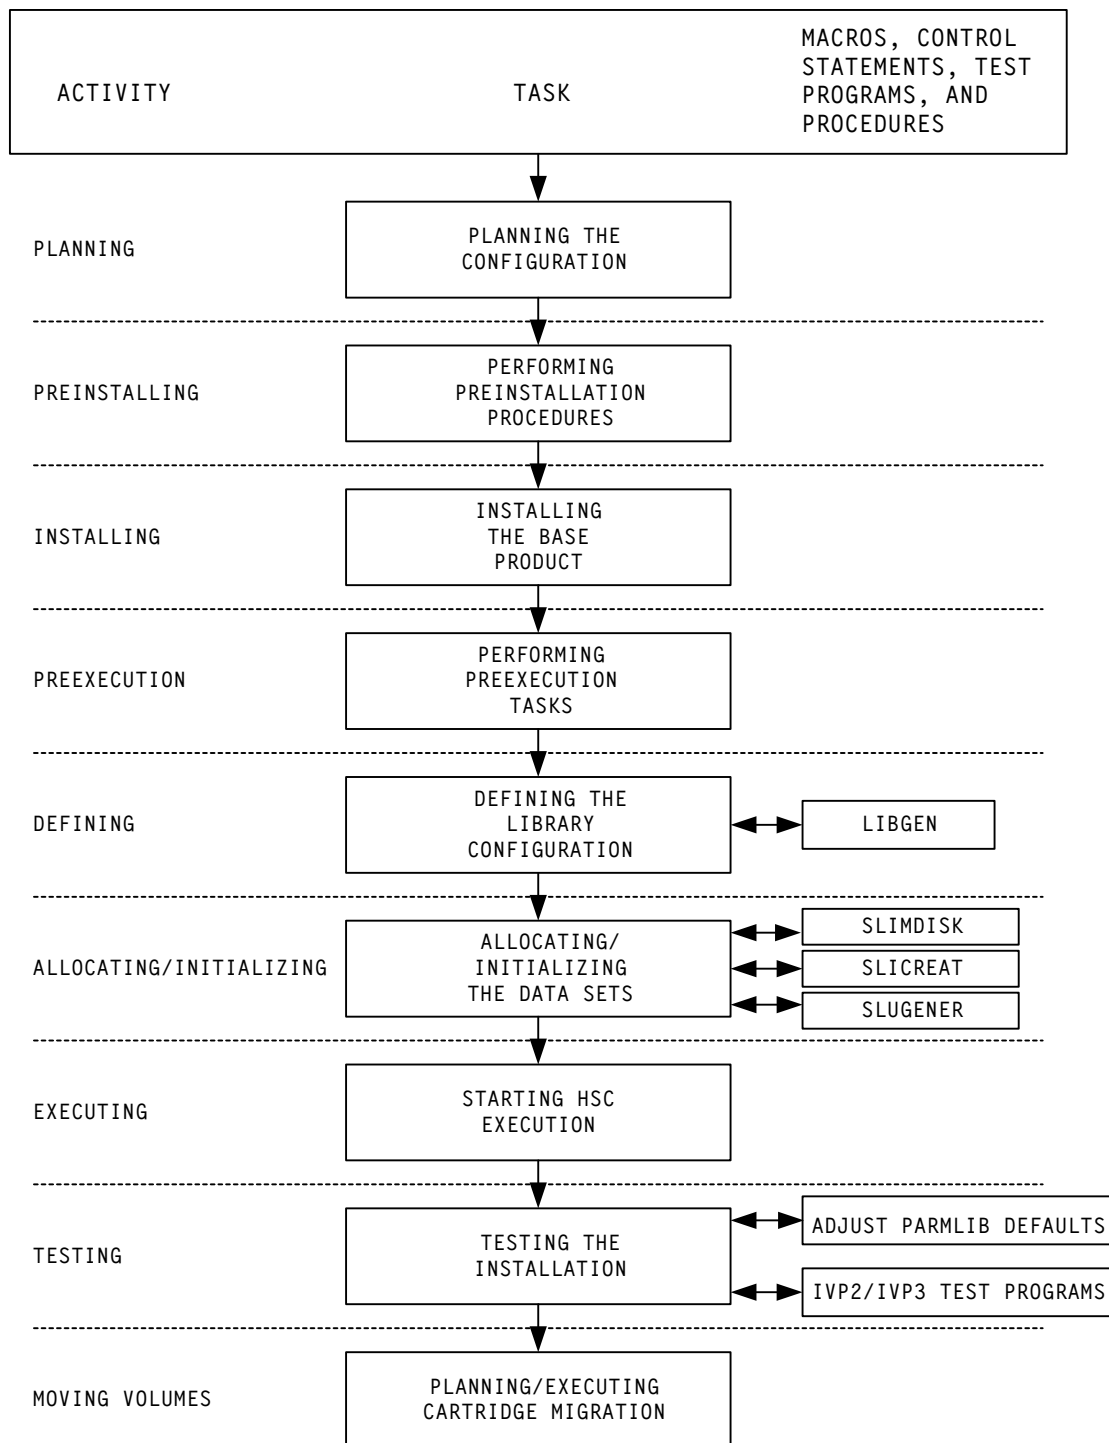 ACTIVITY
TASK
MACROS, CONTROL
STATEMENTS, TEST
PROGRAMS, AND
PROCEDURES
PLANNING
PLANNING THE
CONFIGURATION
PREINSTALLING
PERFORMING
PREINSTALLATION
PROCEDURES
INSTALLING
INSTALLING
THE BASE
PRODUCT
PREEXECUTION
PERFORMING
PREEXECUTION
TASKS
DEFINING
DEFINING THE
LIBRARY
CONFIGURATION
LIBGEN
ALLOCATING/INITIALIZING
ALLOCATING/
INITIALIZING
THE DATA SETS
SLIMDISK
SLICREAT
SLUGENER
EXECUTING
STARTING HSC
EXECUTION
TESTING
TESTING THE
INSTALLATION
ADJUST PARMLIB DEFAULTS
IVP2/IVP3 TEST PROGRAMS
MOVING VOLUMES
PLANNING/EXECUTING
CARTRIDGE MIGRATION